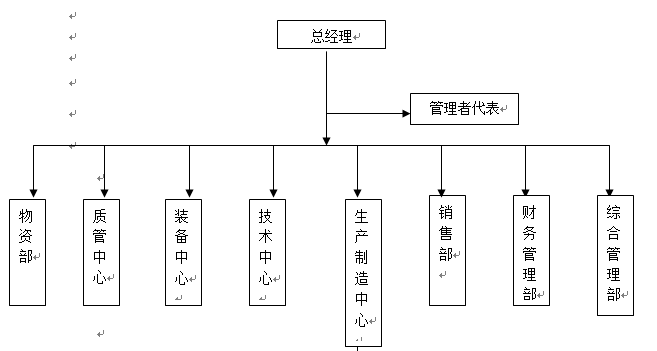 总经理
管理者代表
物资部
质管中心
装备中心
技术中心
生产制造中心
销售部
财务管理部
综合管理部